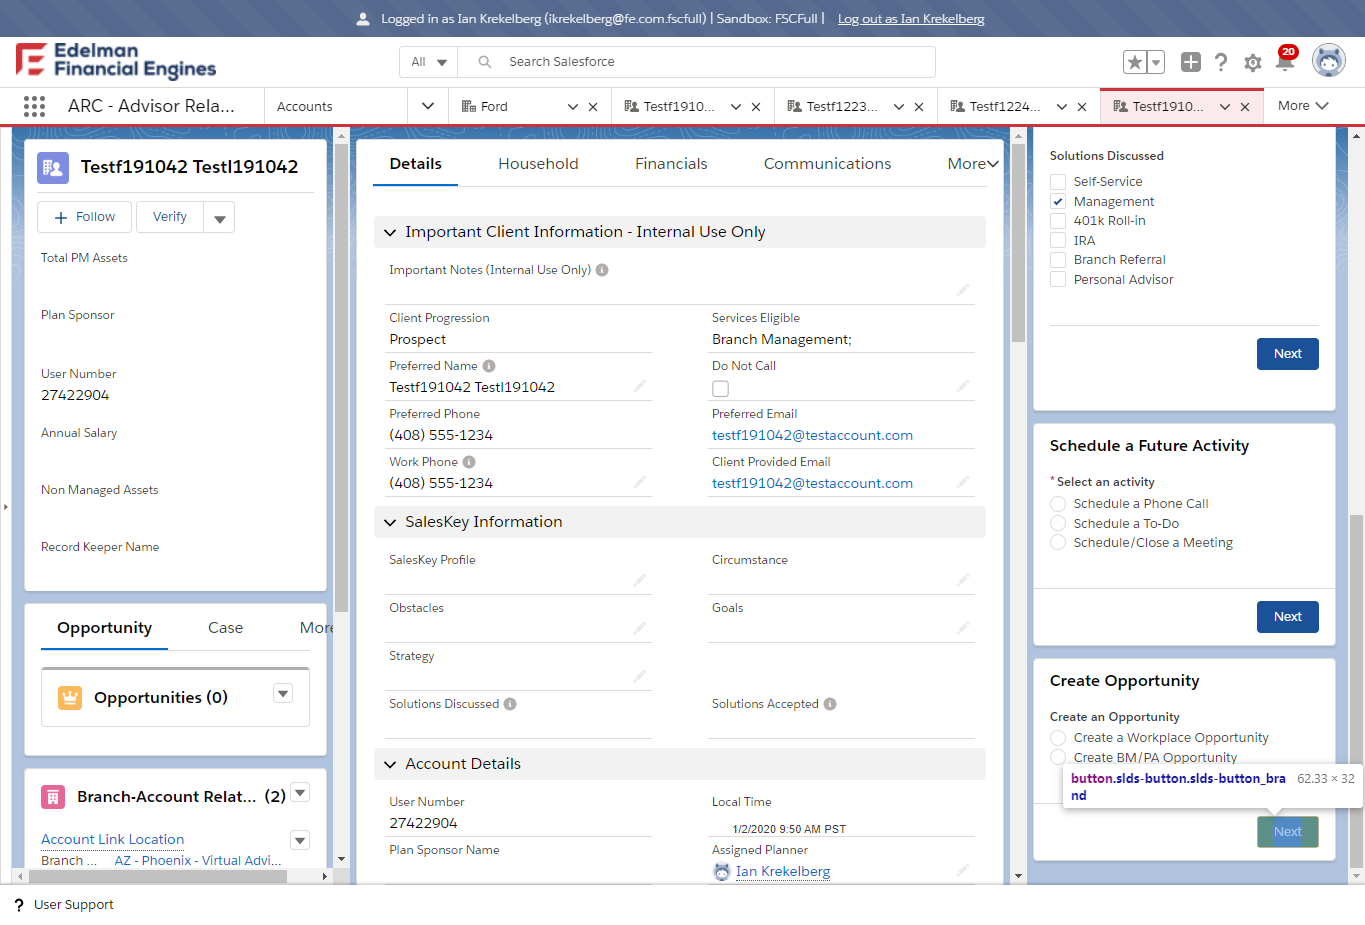 Logged in as Ian Krekelberg (ikrekelberg@fe.com.fscfull) | Sandbox: FSCFull | Log out as Ian Krekelberg
Edelman
Financial Engines
All
Search Salesforce
20
ARC - Advisor Rela...
Accounts
Ford
Testf1910...
Testf1223...
Testf1224...
Testf1910...
More
Testf191042 Testl191042
Follow
Verify
Total PM Assets
Plan Sponsor
User Number
27422904
Annual Salary
Non Managed Assets
Record Keeper Name
Opportunity
Case
More
Opportunities (0)
Branch-Account Relat... (2)
Account Link Location
Branch ... AZ - Phoenix - Virtual Advi...
Details
Household
Financials
Communications
More
Important Client Information - Internal Use Only
Important Notes (Internal Use Only)
Client Progression
Prospect
Services Eligible
Branch Management;
Preferred Name
Testf191042 Testl191042
Do Not Call
Preferred Phone
(408) 555-1234
Preferred Email
testf191042@testaccount.com
Work Phone
(408) 555-1234
Client Provided Email
testf191042@testaccount.com
SalesKey Information
SalesKey Profile
Circumstance
Obstacles
Goals
Strategy
Solutions Discussed
Solutions Accepted
Account Details
User Number
27422904
Local Time
1/2/2020 9:50 AM PST
Plan Sponsor Name
Assigned Planner
Ian Krekelberg
Solutions Discussed
Self-Service
Management
401k Roll-in
IRA
Branch Referral
Personal Advisor
Next
Schedule a Future Activity
*Select an activity
Schedule a Phone Call
Schedule a To-Do
Schedule/Close a Meeting
Next
Create Opportunity
Create an Opportunity
Create a Workplace Opportunity
Create BM/PA Opportunity
button.slds-button.slds-button_bra
nd
62.33 × 32
Next
? User Support